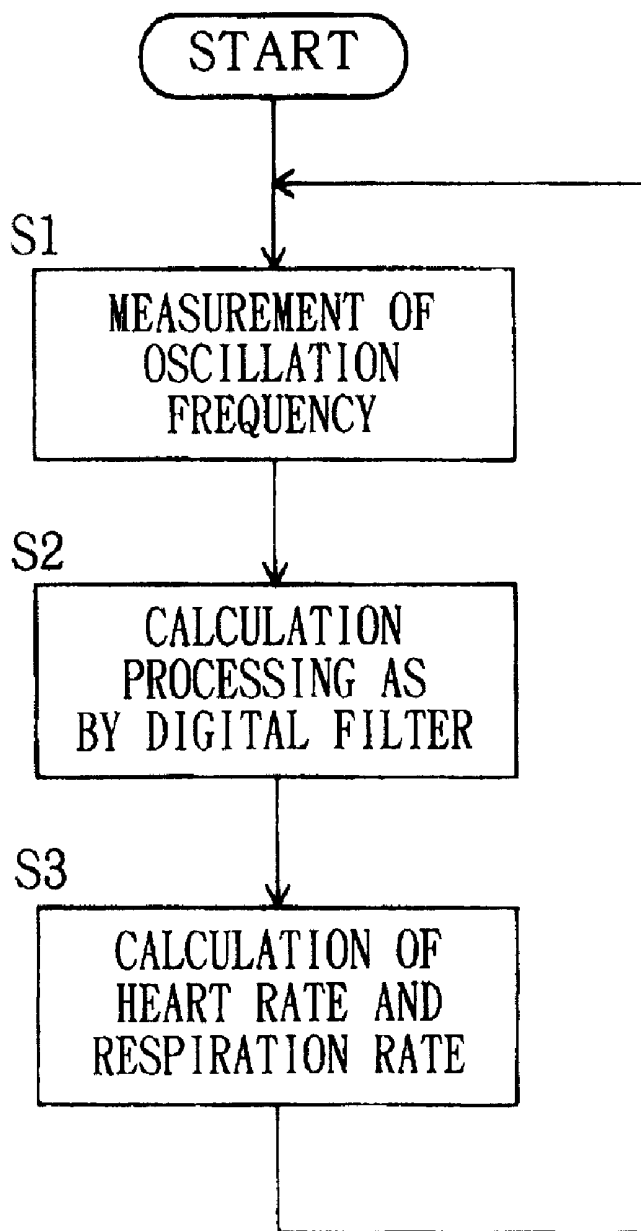 START
S1
MEASUREMENT OF
OSCILLATION
FREQUENCY
S2
CALCULATION
PROCESSING AS
BY DIGITAL FILTER
S3
CALCULATION OF
HEART RATE AND
RESPIRATION RATE